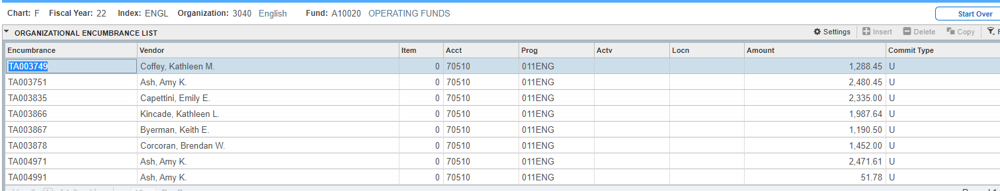 Chart: F Fiscal Year: 22 Index: ENGL Organization: 3040 English Fund: A10020 OPERATING FUNDS Start Over
ORGANIZATIONAL ENCUMBRANCE LIST Settings Insert Delete Copy
Encumbrance Vendor Item Acct Prog Actv Locn Amount Commit Type
TA003749 Coffey, Kathleen M. 0 70510 011ENG 1,288.45 U
TA003751 Ash, Amy K. 0 70510 011ENG 2,480.45 U
TA003835 Capettini, Emily E. 0 70510 011ENG 2,335.00 U
TA003866 Kincade, Kathleen L. 0 70510 011ENG 1,987.64 U
TA003867 Byerman, Keith E. 0 70510 011ENG 1,190.50 U
TA003878 Corcoran, Brendan W. 0 70510 011ENG 1,452.00 U
TA004971 Ash, Amy K. 0 70510 011ENG 2,471.61 U
TA004991 Ash, Amy K. 0 70510 011ENG 51.78 U